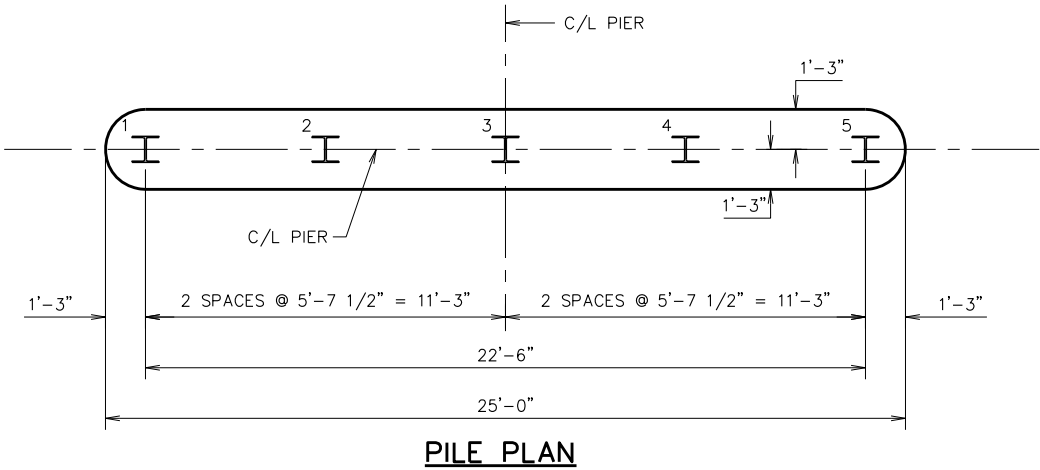 C/L PIER
1'-3"
1
2
3
4
5
1'-3"
C/L PIER
1'-3"
2 SPACES @ 5'-7 1/2" = 11'-3"
2 SPACES @ 5'-7 1/2" = 11'-3"
1'-3"
22'-6"
25'-0"
PILE PLAN